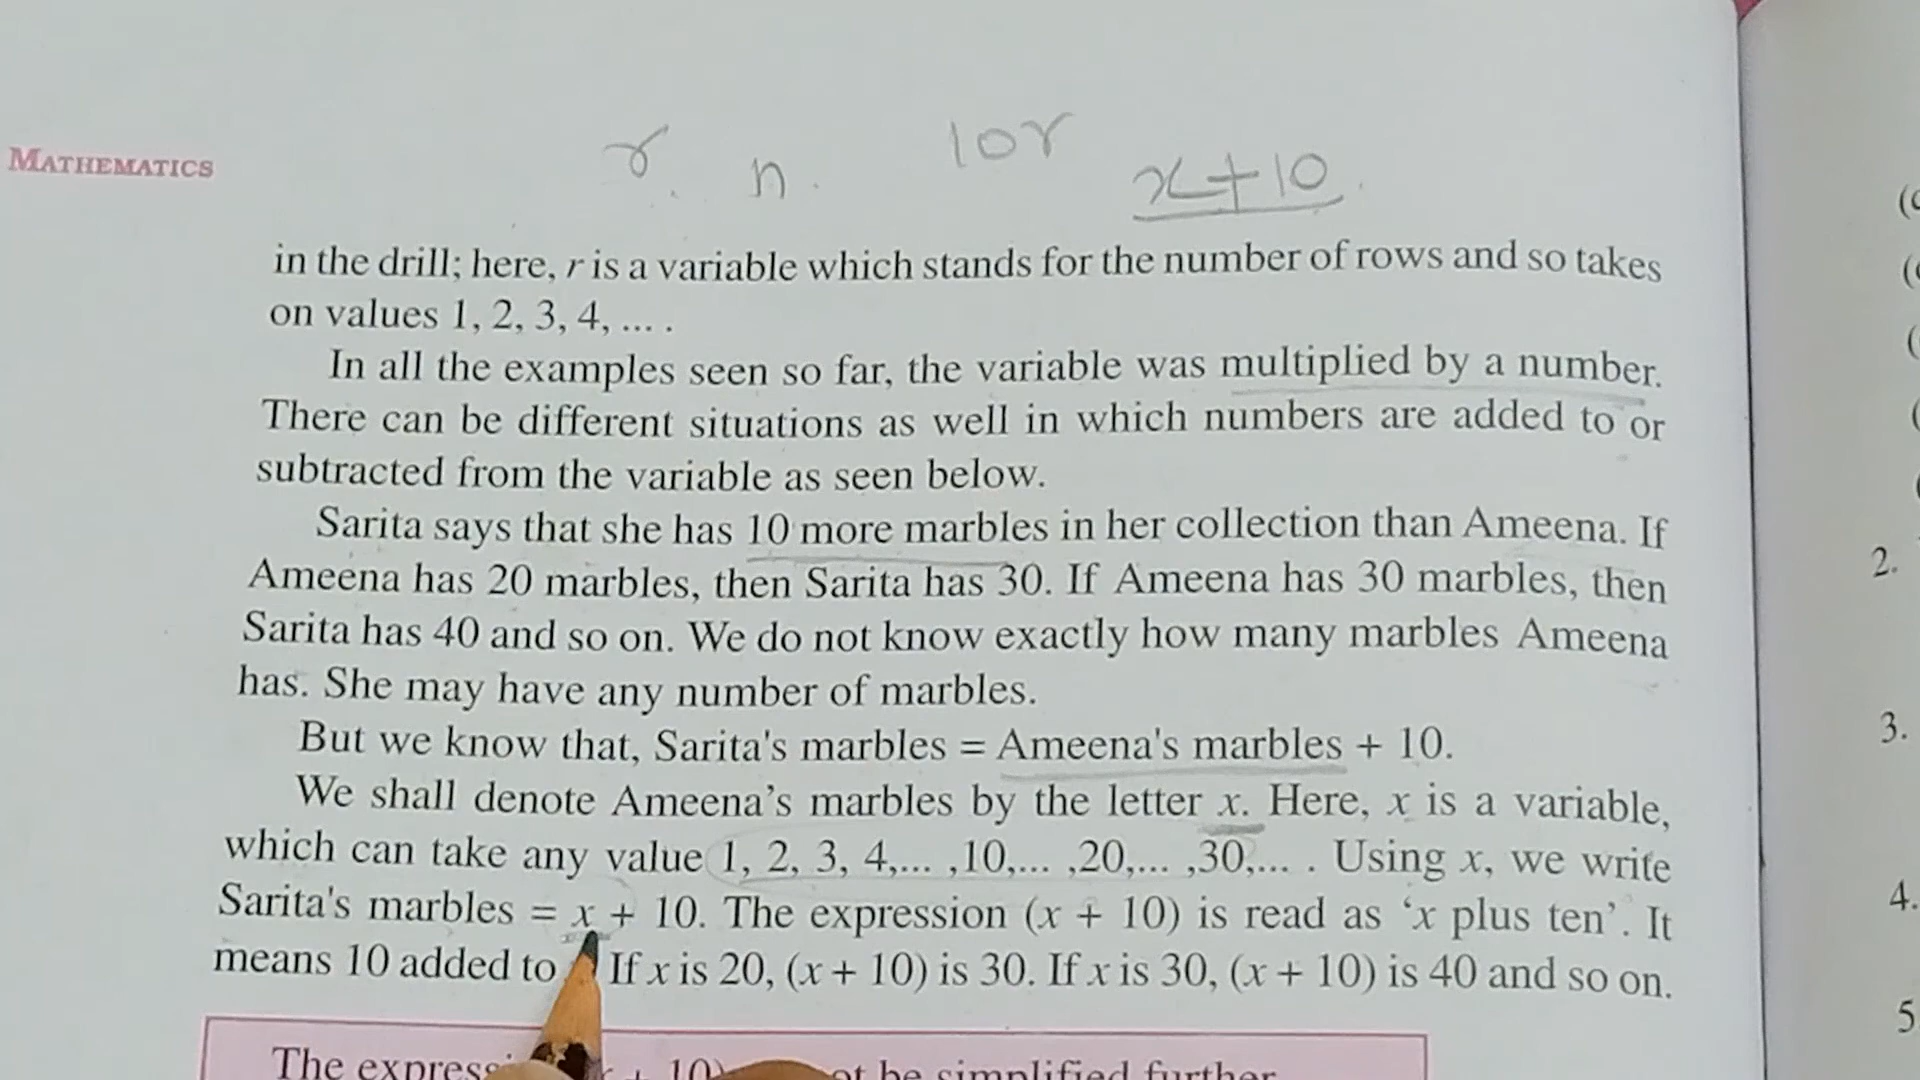 r n 10r
x+10
MATHEMATICS
in the drill; here, r is a variable which stands for the number of rows and so takes
on values 1, 2, 3, 4, ... .
In all the examples seen so far, the variable was multiplied by a number.
There can be different situations as well in which numbers are added to or
subtracted from the variable as seen below.
Sarita says that she has 10 more marbles in her collection than Ameena. If
Ameena has 20 marbles, then Sarita has 30. If Ameena has 30 marbles, then
Sarita has 40 and so on. We do not know exactly how many marbles Ameena
has. She may have any number of marbles.
But we know that, Sarita's marbles = Ameena's marbles + 10.
We shall denote Ameena’s marbles by the letter x. Here, x is a variable,
which can take any value 1, 2, 3, 4,... ,10,... ,20,... ,30,... . Using x, we write
Sarita's marbles = x + 10. The expression (x + 10) is read as ‘x plus ten’. It
means 10 added to If x is 20, (x + 10) is 30. If x is 30, (x + 10) is 40 and so on.
The + 10) be simplified further
2.
3.
4.
5